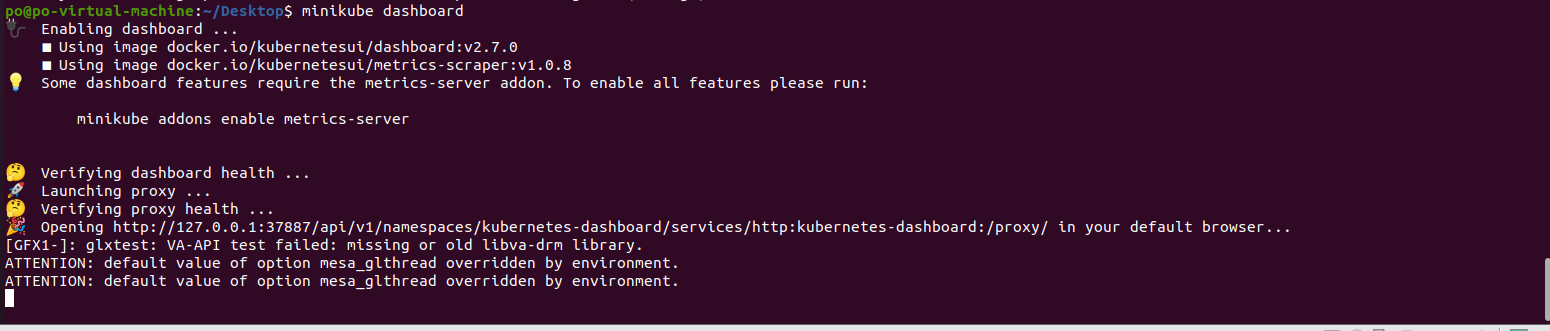 po@po-virtual-machine:~/Desktop$ minikube dashboard
Enabling dashboard ...
Using image docker.io/kubernetesui/dashboard:v2.7.0
Using image docker.io/kubernetesui/metrics-scraper:v1.0.8
Some dashboard features require the metrics-server addon. To enable all features please run:
minikube addons enable metrics-server
Verifying dashboard health ...
Launching proxy ...
Verifying proxy health ...
Opening http://127.0.0.1:37887/api/v1/namespaces/kubernetes-dashboard/services/http:kubernetes-dashboard:/proxy/ in your default browser...
[GFX1-]: glxtest: VA-API test failed: missing or old libva-drm library.
ATTENTION: default value of option mesa_glthread overridden by environment.
ATTENTION: default value of option mesa_glthread overridden by environment.